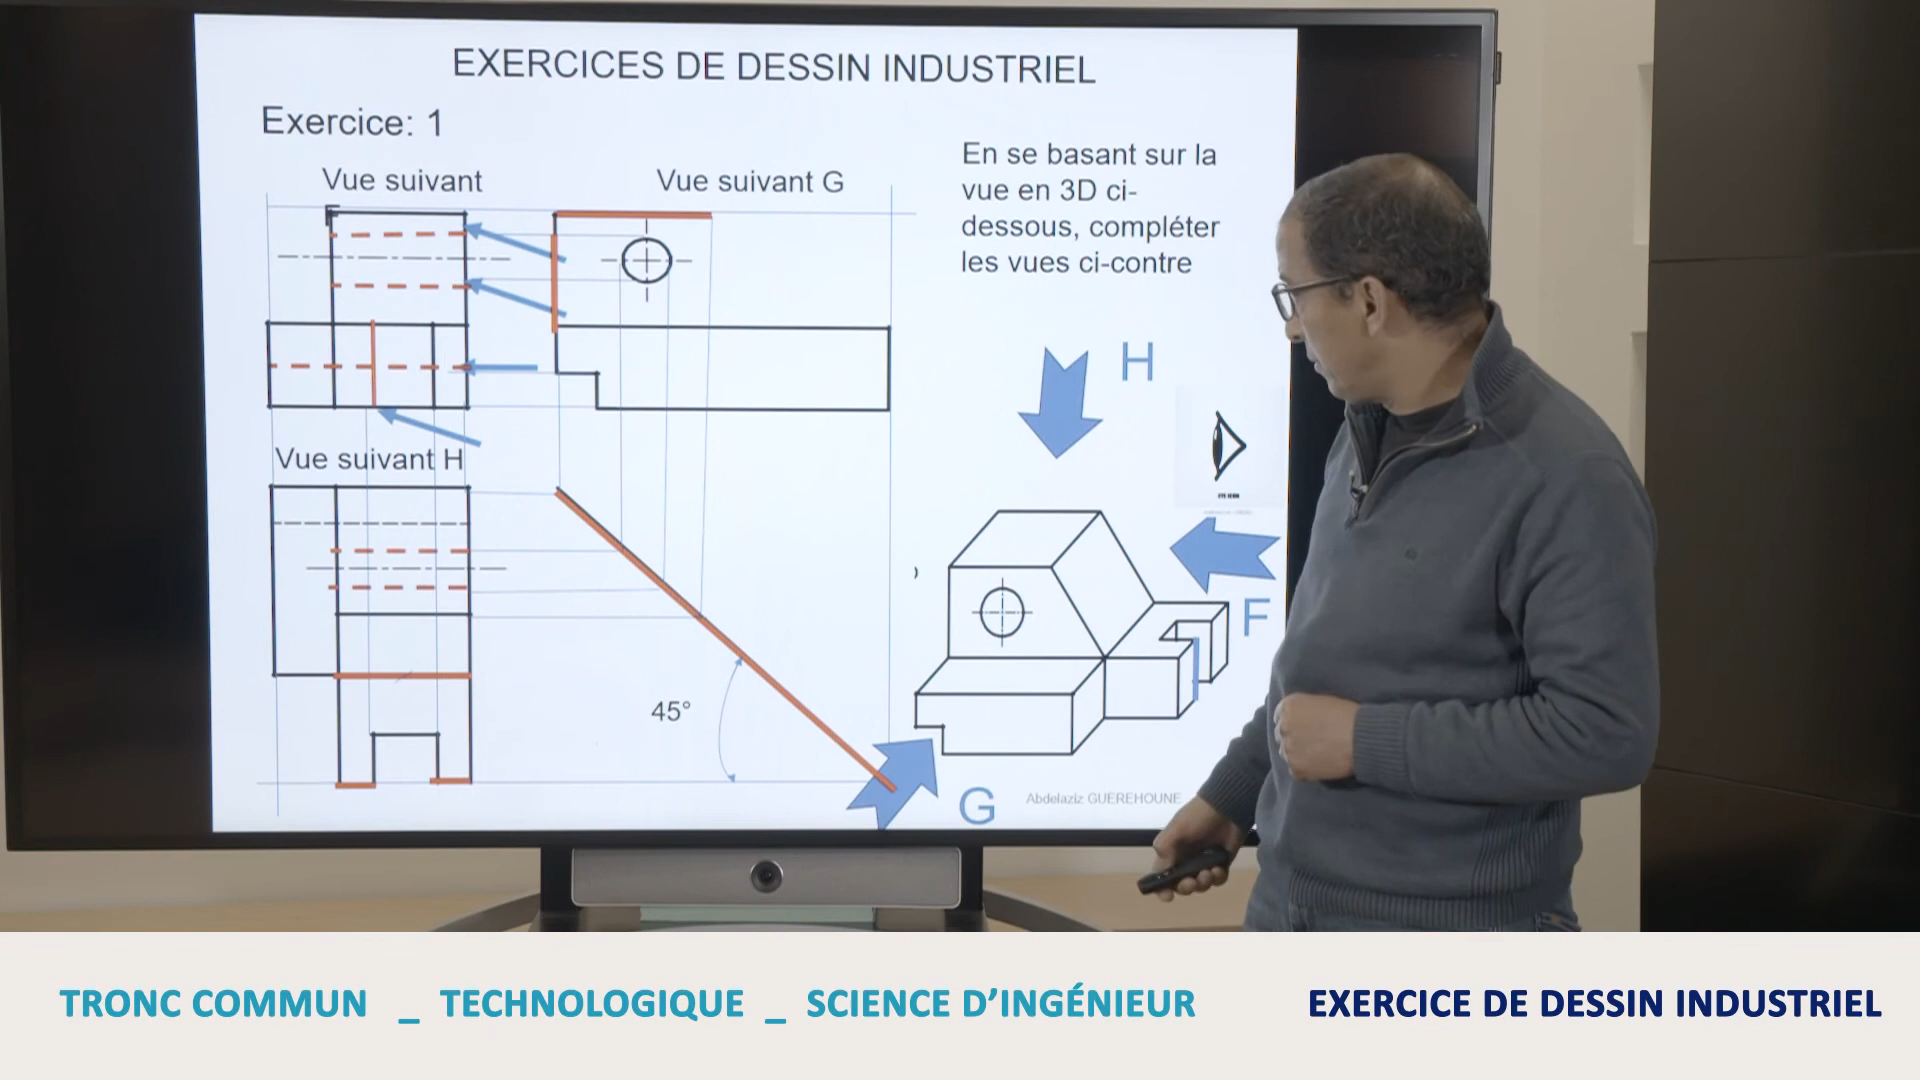 EXERCICES DE DESSIN INDUSTRIEL
Exercice: 1
Vue suivant
F
Vue suivant G
En se basant sur la
vue en 3D ci-
dessous, compléter
les vues ci-contre
H
Vue suivant H
F
45°
G
Abdelaziz GUEREHOUNE
TRONC COMMUN _ TECHNOLOGIQUE _ SCIENCE D’INGÉNIEUR
EXERCICE DE DESSIN INDUSTRIEL